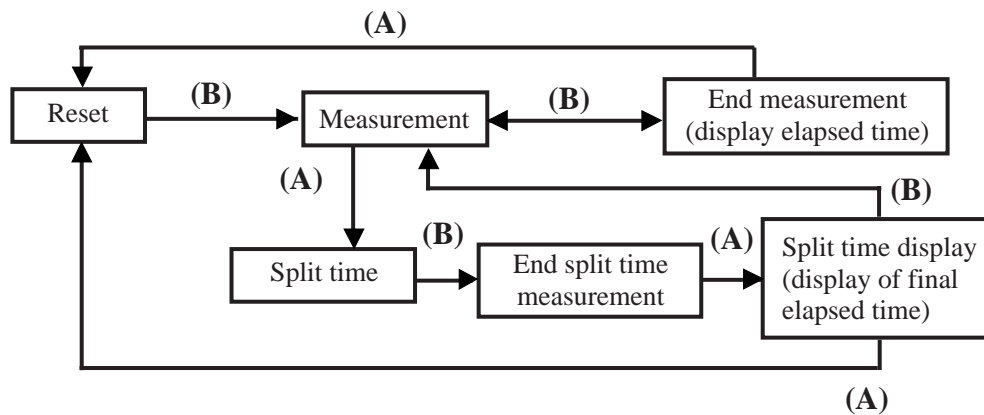 (A)
Reset
(B)
Measurement
(B)
End measurement
(display elapsed time)
(A)
(B)
Split time
(B)
End split time
measurement
(A)
Split time display
(display of final
elapsed time)
(A)